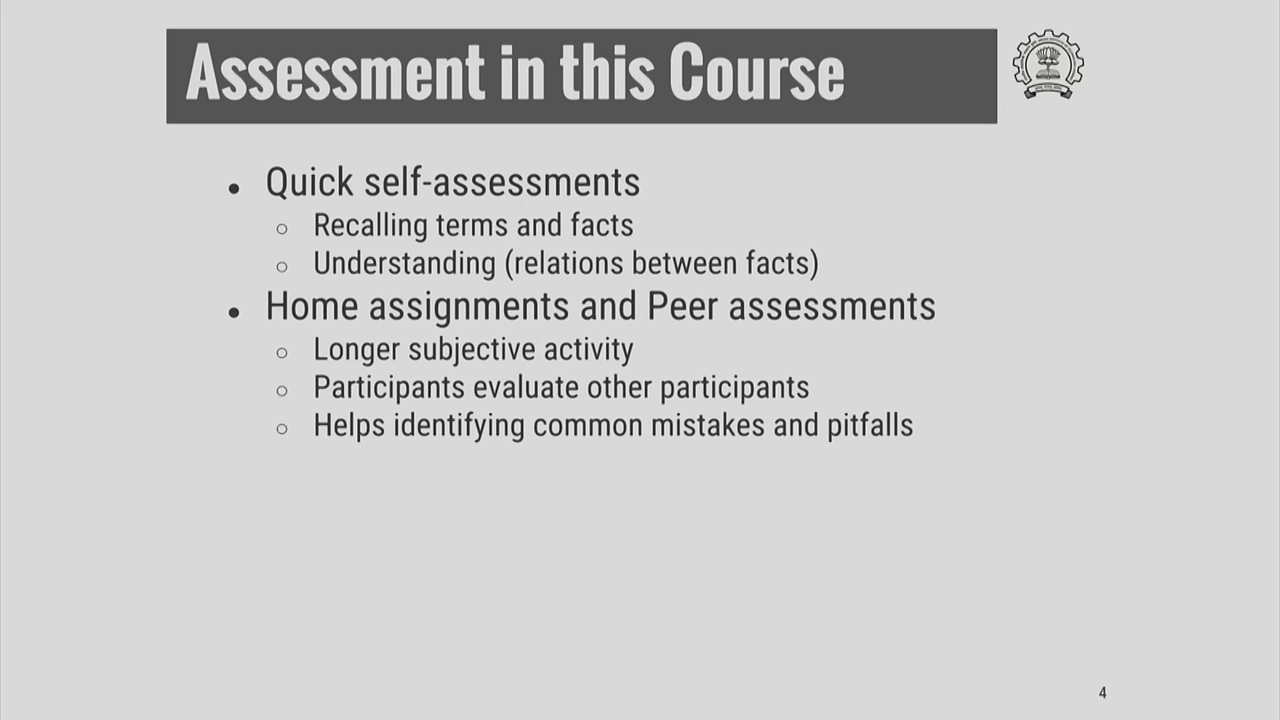 Assessment in this Course
● Quick self-assessments
○ Recalling terms and facts
○ Understanding (relations between facts)
● Home assignments and Peer assessments
○ Longer subjective activity
○ Participants evaluate other participants
○ Helps identifying common mistakes and pitfalls
4